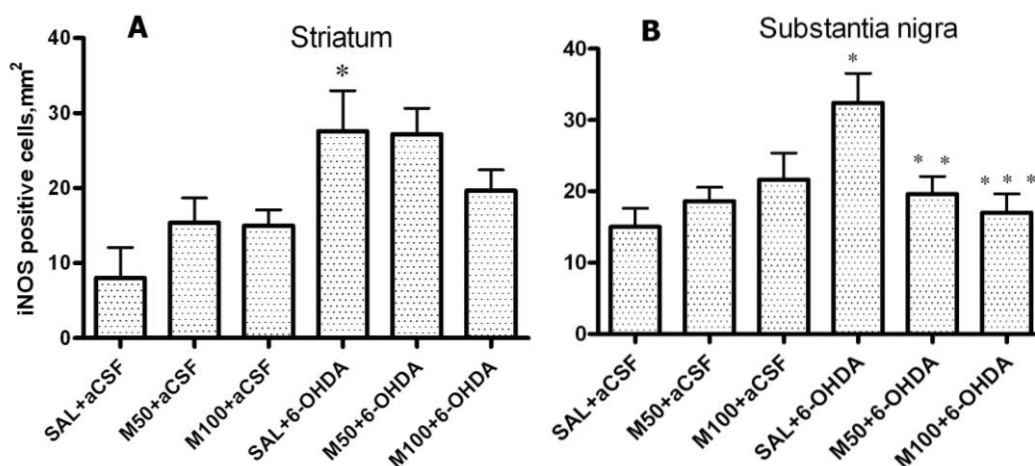 A
Striatum
iNOS positive cells,mm²
40
30
20
10
0
*
SAL+aCSF
M50+aCSF
M100+aCSF
SAL+6-OHDA
M50+6-OHDA
M100+6-OHDA
B
Substantia nigra
40
30
20
10
0
*
* *
* * *
SAL+aCSF
M50+aCSF
M100+aCSF
SAL+6-OHDA
M50+6-OHDA
M100+6-OHDA